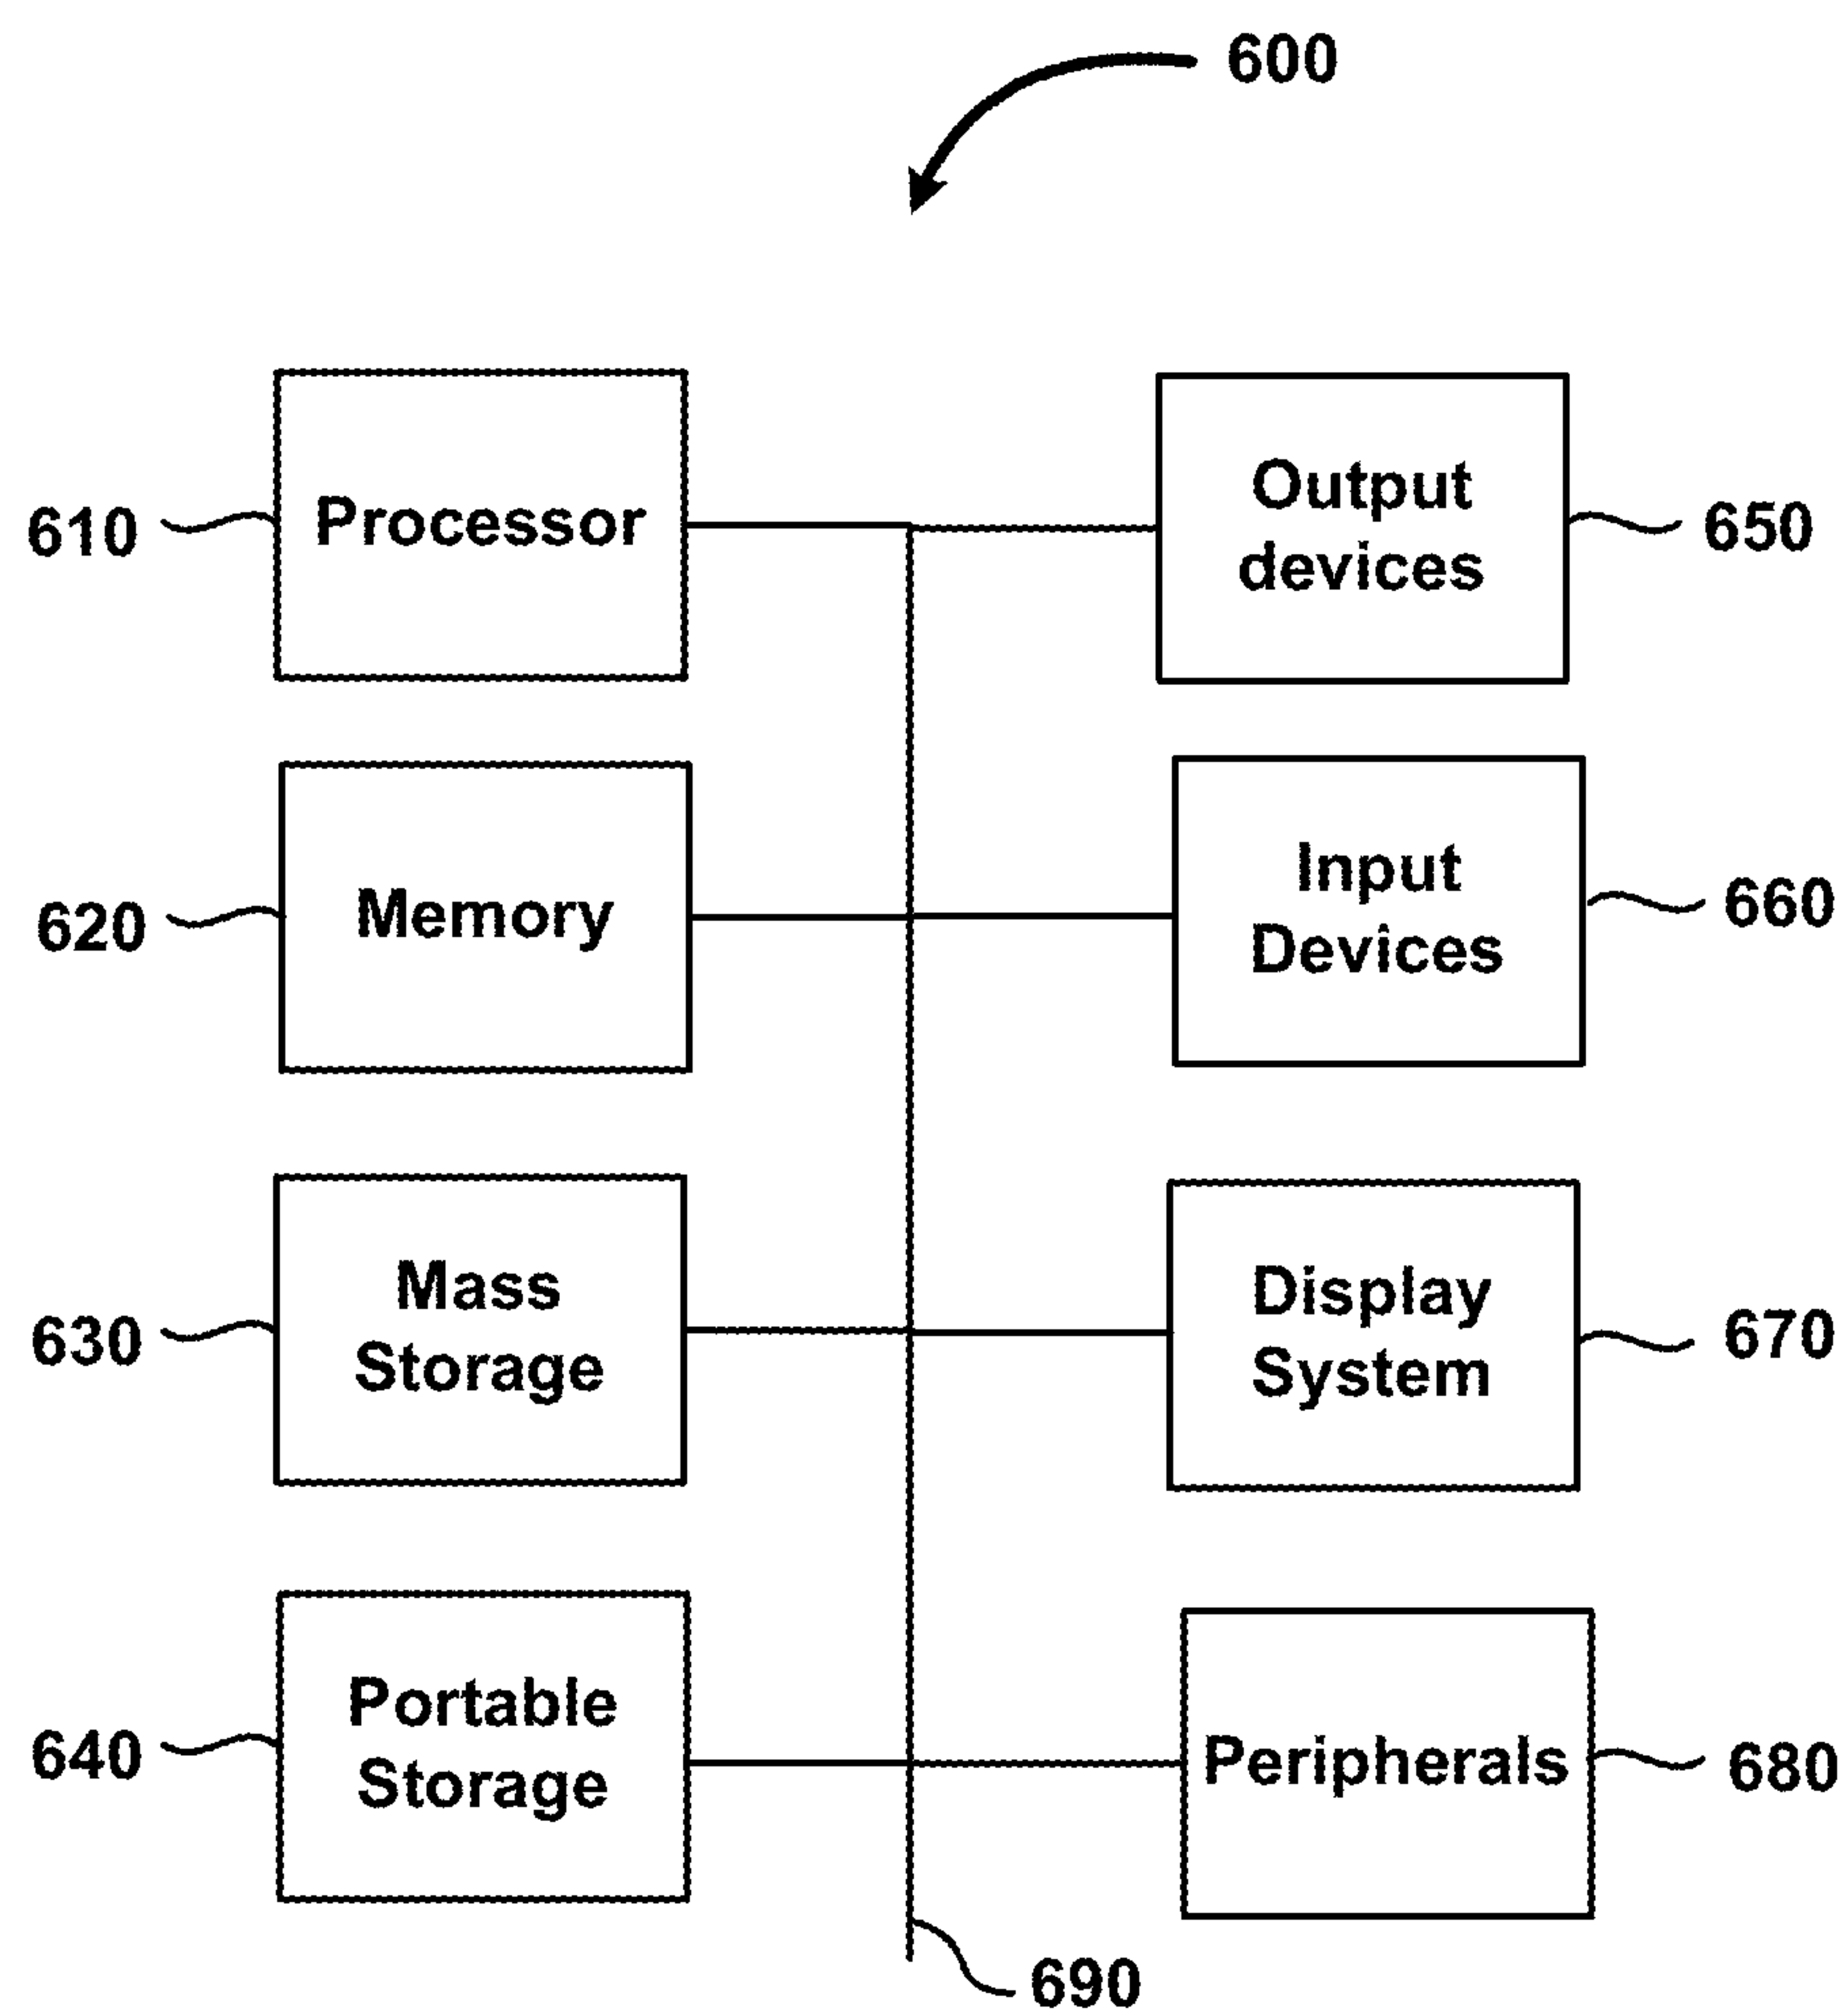 600
610
Processor
Output
devices
650
620
Memory
Input
Devices
660
630
Mass
Storage
Display
System
670
640
Portable
Storage
Peripherals
680
690